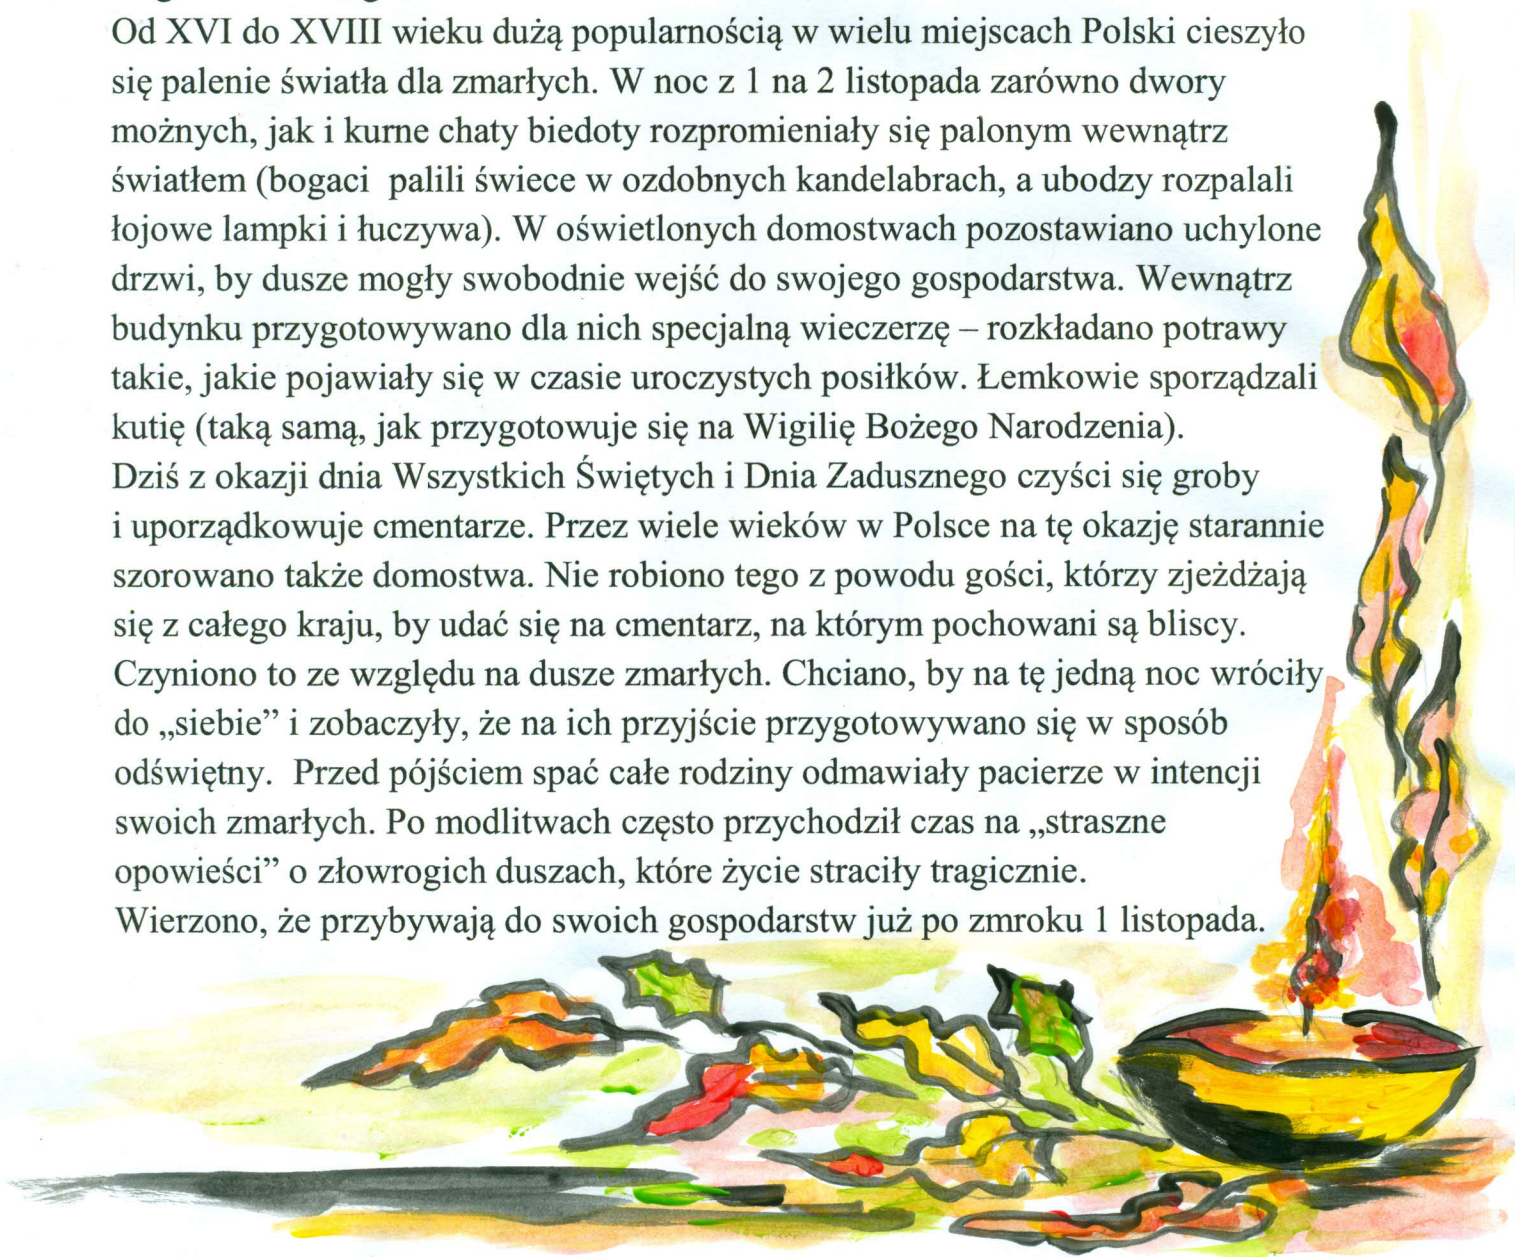 Od XVI do XVIII wieku dużą popularnością w wielu miejscach Polski cieszyło
się palenie światła dla zmarłych. W noc z 1 na 2 listopada zarówno dwory
możnych, jak i kurne chaty biedoty rozpromieniały się palonym wewnątrz
światłem (bogaci  palili świece w ozdobnych kandelabrach, a ubodzy rozpalali
łojowe lampki i łuczywa). W oświetlonych domostwach pozostawiano uchylone
drzwi, by dusze mogły swobodnie wejść do swojego gospodarstwa. Wewnątrz
budynku przygotowywano dla nich specjalną wieczerzę – rozkładano potrawy
takie, jakie pojawiały się w czasie uroczystych posiłków. Łemkowie sporządzali
kutię (taką samą, jak przygotowuje się na Wigilię Bożego Narodzenia).
Dziś z okazji dnia Wszystkich Świętych i Dnia Zadusznego czyści się groby
i uporządkowuje cmentarze. Przez wiele wieków w Polsce na tę okazję starannie
szorowano także domostwa. Nie robiono tego z powodu gości, którzy zjeżdżają
się z całego kraju, by udać się na cmentarz, na którym pochowani są bliscy.
Czyniono to ze względu na dusze zmarłych. Chciano, by na tę jedną noc wróciły
do „siebie” i zobaczyły, że na ich przyjście przygotowywano się w sposób
odświętny.  Przed pójściem spać całe rodziny odmawiały pacierze w intencji
swoich zmarłych. Po modlitwach często przychodził czas na „straszne
opowieści” o złowrogich duszach, które życie straciły tragicznie.
Wierzono, że przybywają do swoich gospodarstw już po zmroku 1 listopada.